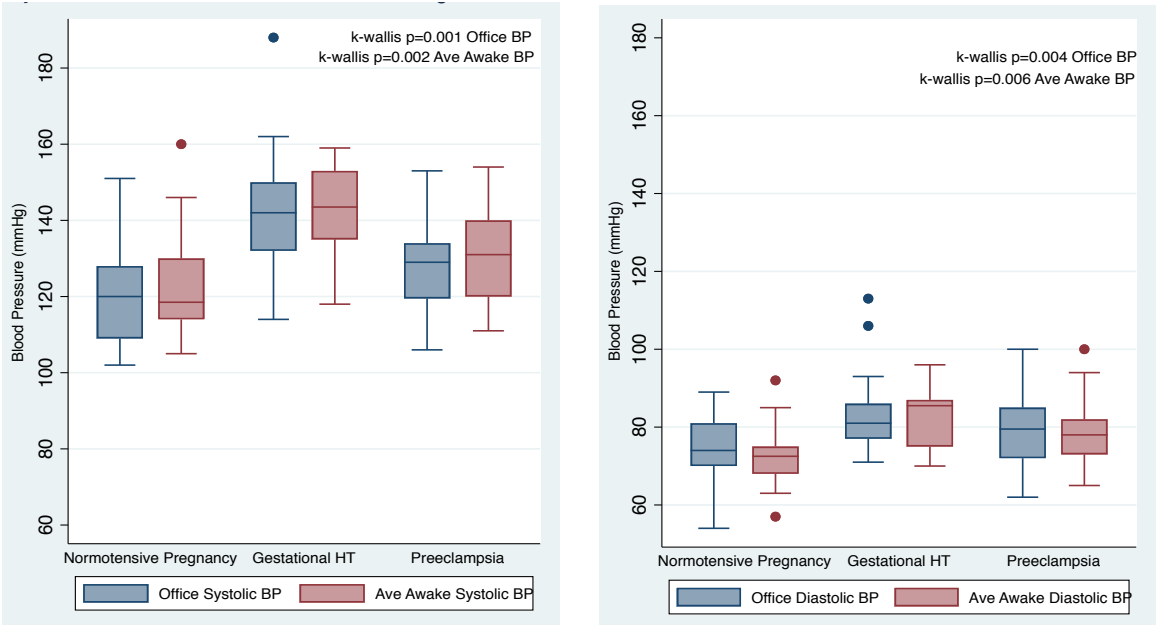 k-wallis p=0.001 Office BP
k-wallis p=0.002 Ave Awake BP
Blood Pressure (mmHg)
180
160
140
120
100
80
60
Normotensive Pregnancy Gestational HT Preeclampsia
Office Systolic BP Ave Awake Systolic BP
k-wallis p=0.004 Office BP
k-wallis p=0.006 Ave Awake BP
Blood Pressure (mmHg)
180
160
140
120
100
80
60
Normotensive Pregnancy Gestational HT Preeclampsia
Office Diastolic BP Ave Awake Diastolic BP